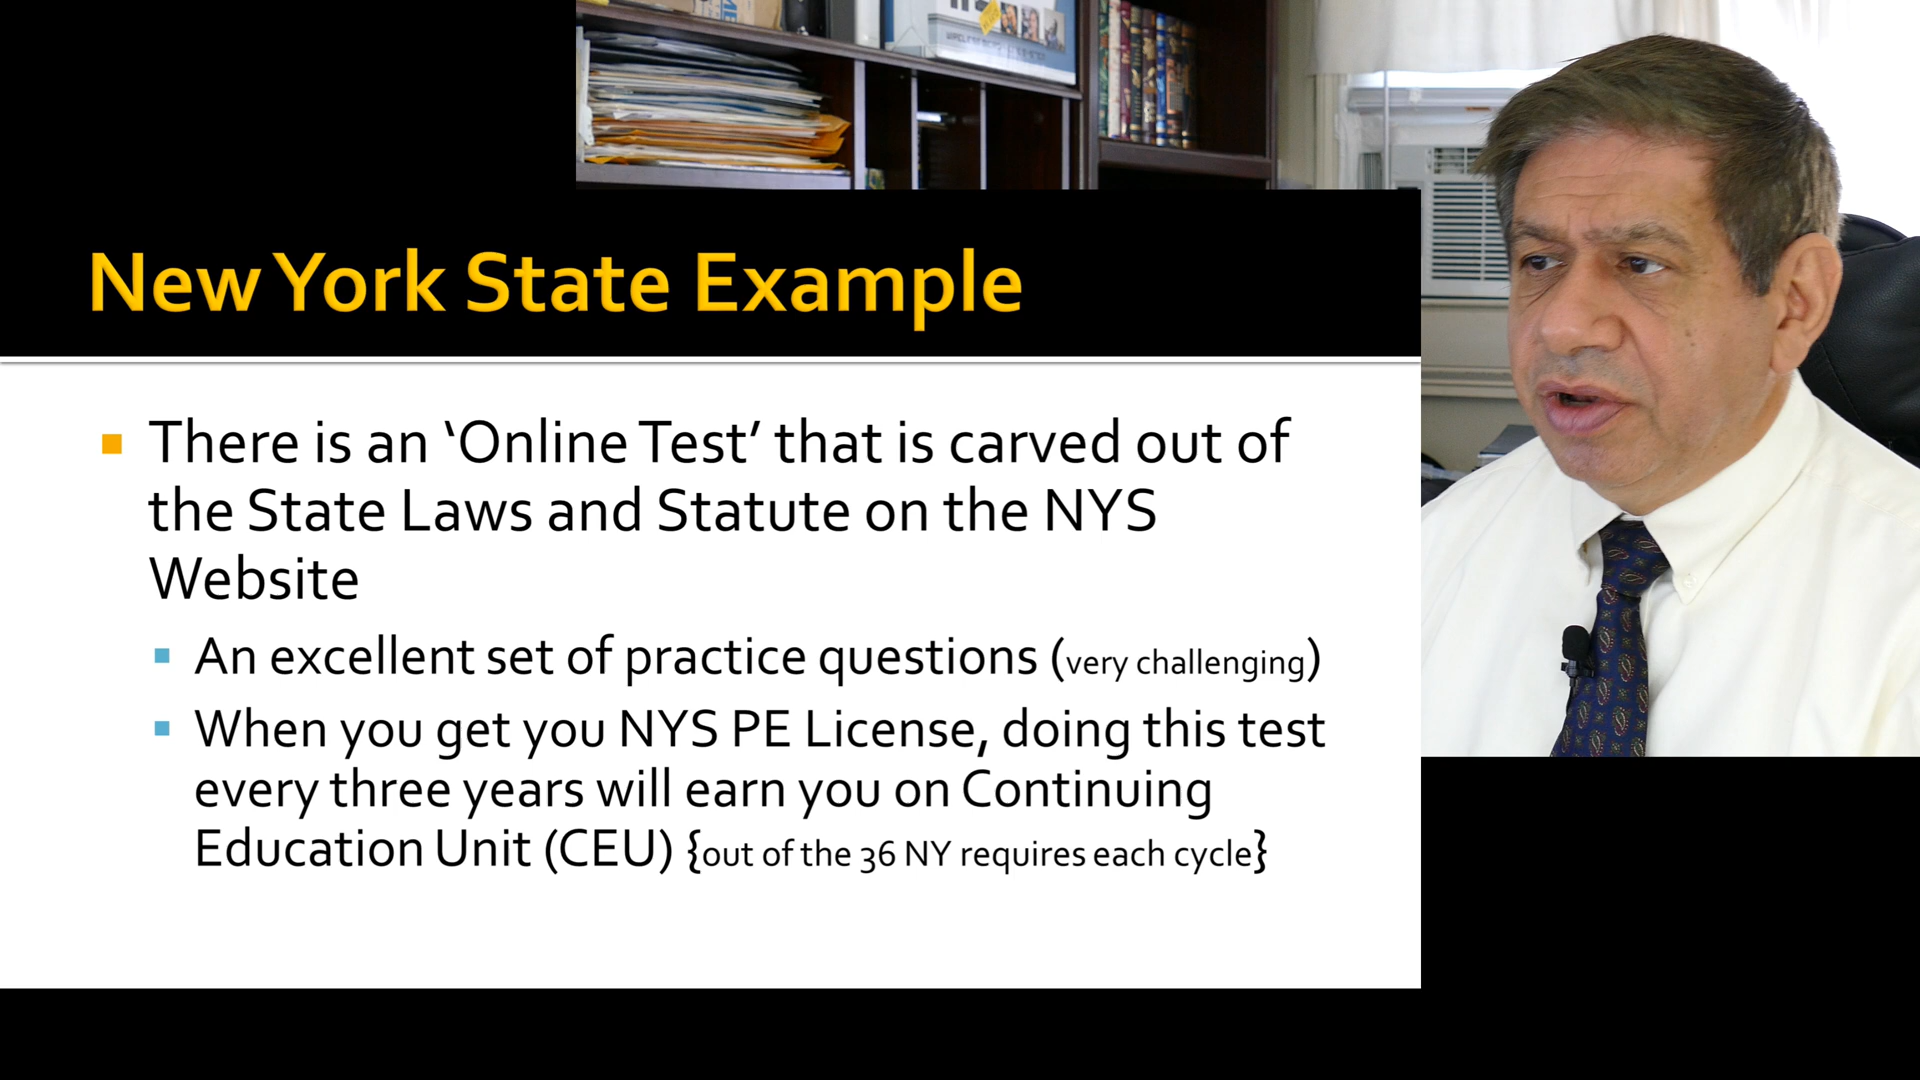 New York State Example
There is an ‘Online Test’ that is carved out of
the State Laws and Statute on the NYS
Website
An excellent set of practice questions (very challenging)
When you get you NYS PE License, doing this test
every three years will earn you on Continuing
Education Unit (CEU) {out of the 36 NY requires each cycle}